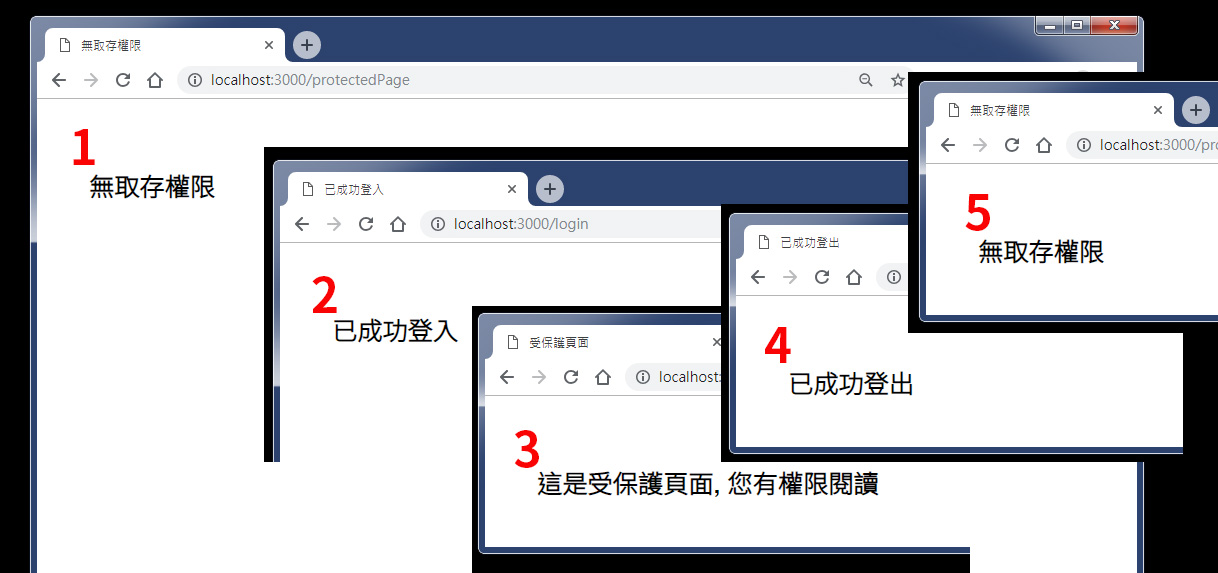 無取存權限
localhost:3000/protectedPage
1
無取存權限
已成功登入
localhost:3000/login
2
已成功登入
受保護頁面
localhost:
3
這是受保護頁面, 您有權限閱讀
已成功登出
4
已成功登出
無取存權限
localhost:3000/pro
5
無取存權限